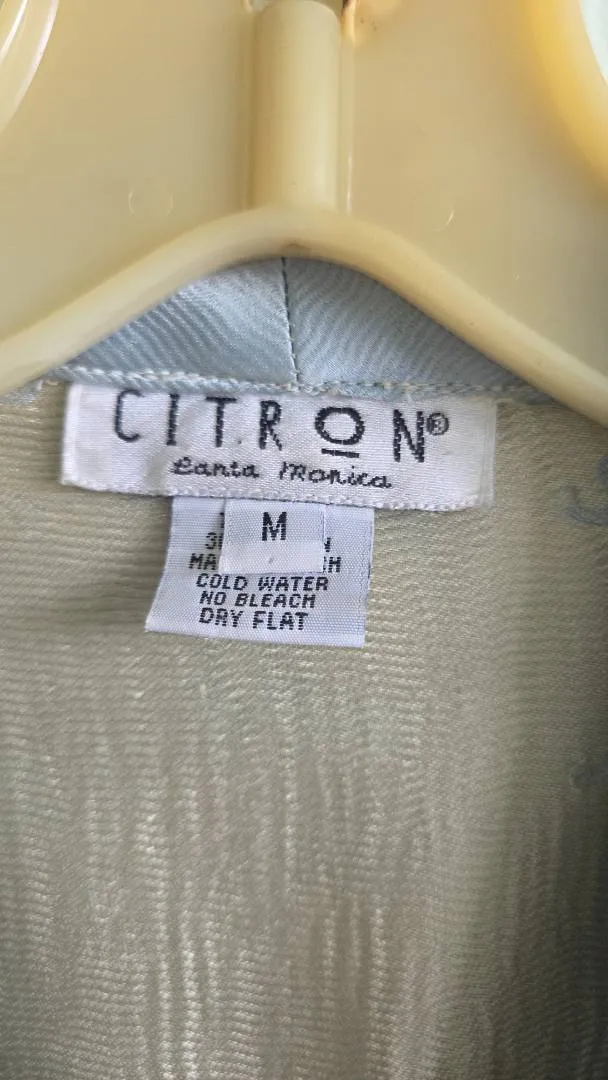 CITRON®
Santa Monica
M
COLD WATER
NO BLEACH
DRY FLAT